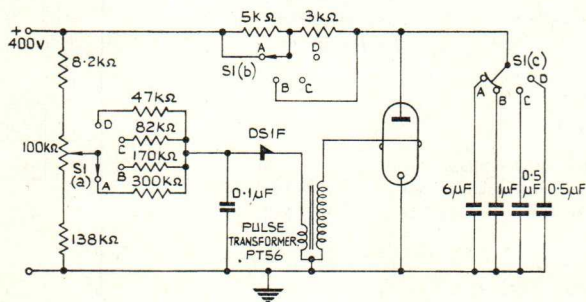 5kΩ
3kΩ
+
400V
A
D
S1(b)
B
C
S1(c)
8·2kΩ
47kΩ
D
82kΩ
C
170kΩ
B
300kΩ
A
100kΩ
S1
(a)
DS1F
0·1μF
138kΩ
PULSE
TRANSFORMER
PT56
A
B
C
D
6μF
1μF
0·5
μF
0·5μF